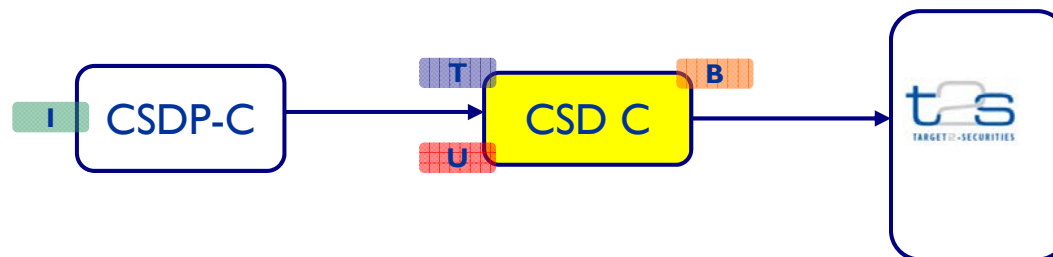 I
CSDP-C
T
U
CSD C
B
t2s
TARGET2-SECURITIES